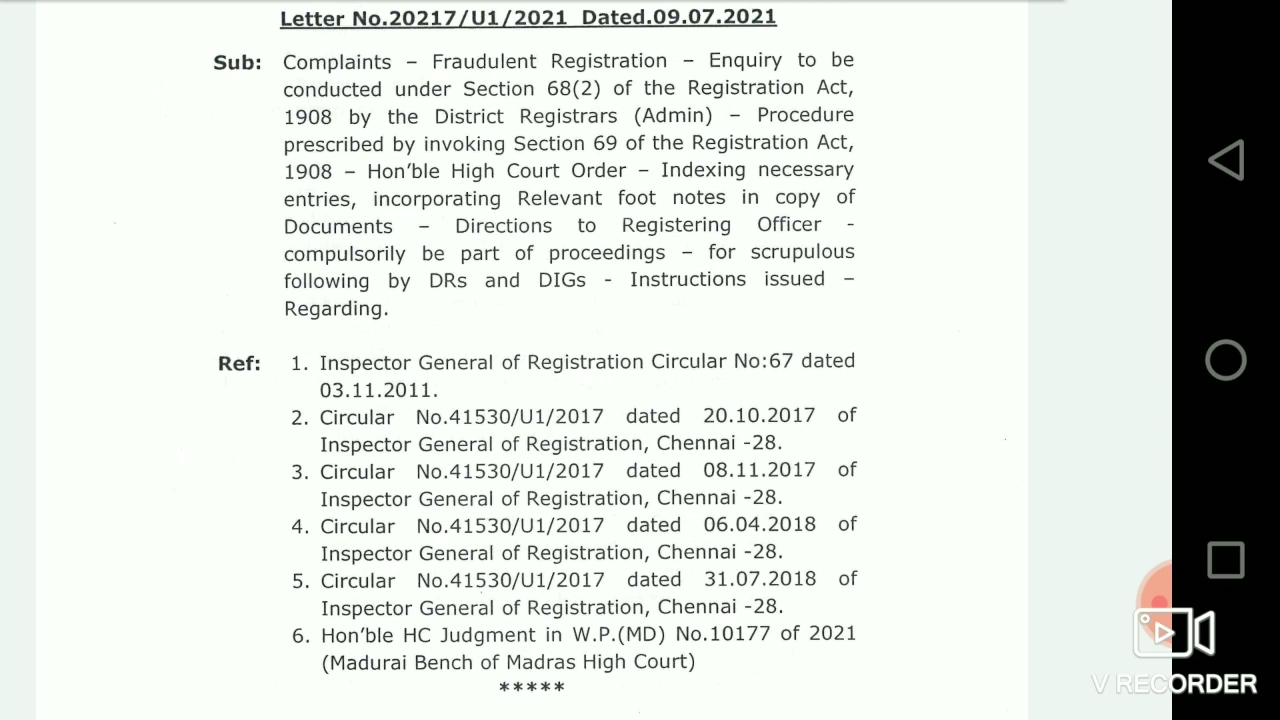 Letter No.20217/U1/2021 Dated.09.07.2021
Sub: Complaints – Fraudulent Registration – Enquiry to be
conducted under Section 68(2) of the Registration Act,
1908 by the District Registrars (Admin) – Procedure
prescribed by invoking Section 69 of the Registration Act,
1908 – Hon'ble High Court Order – Indexing necessary
entries, incorporating Relevant foot notes in copy of
Documents – Directions to Registering Officer -
compulsorily be part of proceedings – for scrupulous
following by DRs and DIGs - Instructions issued –
Regarding.
Ref: 1. Inspector General of Registration Circular No:67 dated
03.11.2011.
2. Circular No.41530/U1/2017 dated 20.10.2017 of
Inspector General of Registration, Chennai -28.
3. Circular No.41530/U1/2017 dated 08.11.2017 of
Inspector General of Registration, Chennai -28.
4. Circular No.41530/U1/2017 dated 06.04.2018 of
Inspector General of Registration, Chennai -28.
5. Circular No.41530/U1/2017 dated 31.07.2018 of
Inspector General of Registration, Chennai -28.
6. Hon'ble HC Judgment in W.P.(MD) No.10177 of 2021
(Madurai Bench of Madras High Court)
*****
V RECORDER